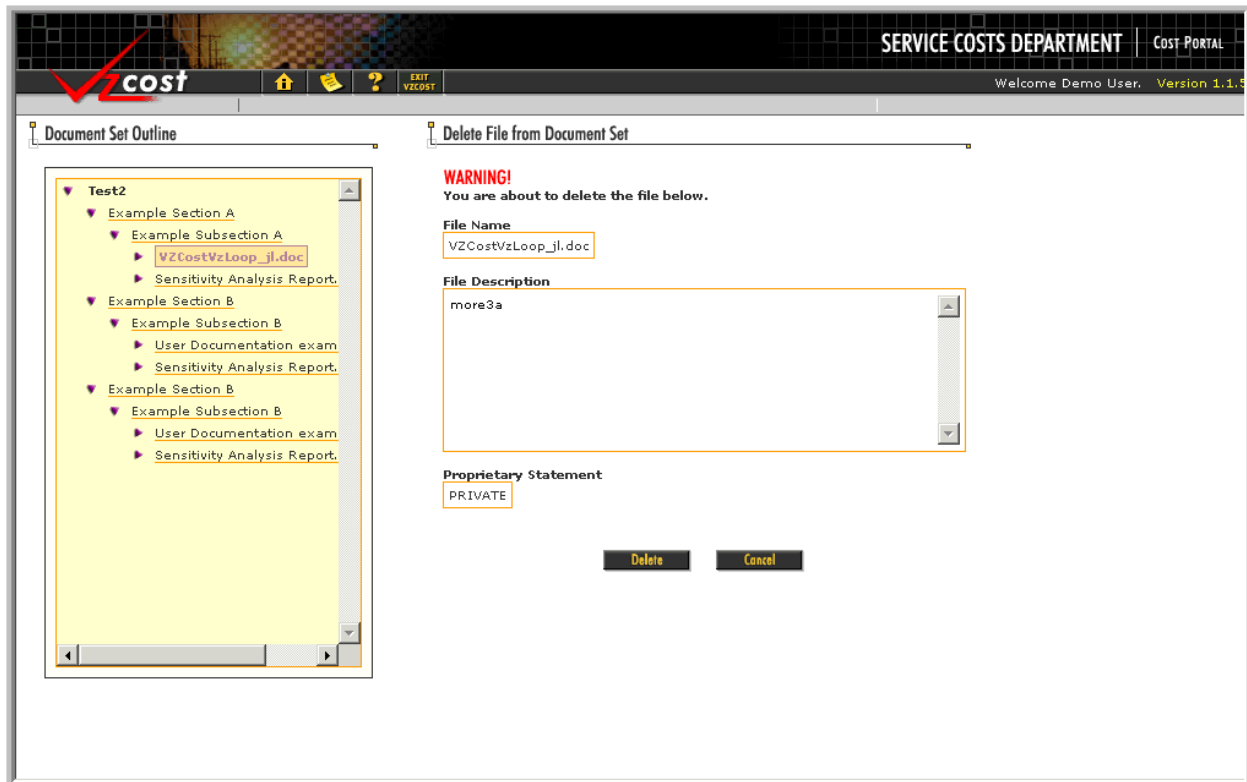 SERVICE COSTS DEPARTMENT | COST PORTAL
Vzcost
?
EXIT
VZCOST
Welcome Demo User. Version 1.1.5
Document Set Outline
Test2
Example Section A
Example Subsection A
VZCostVzLoop_jl.doc
Sensitivity Analysis Report.
Example Section B
Example Subsection B
User Documentation exam
Sensitivity Analysis Report.
Example Section B
Example Subsection B
User Documentation exam
Sensitivity Analysis Report.
Delete File from Document Set
WARNING!
You are about to delete the file below.
File Name
VZCostVzLoop_jl.doc
File Description
more3a
Proprietary Statement
PRIVATE
Delete Cancel